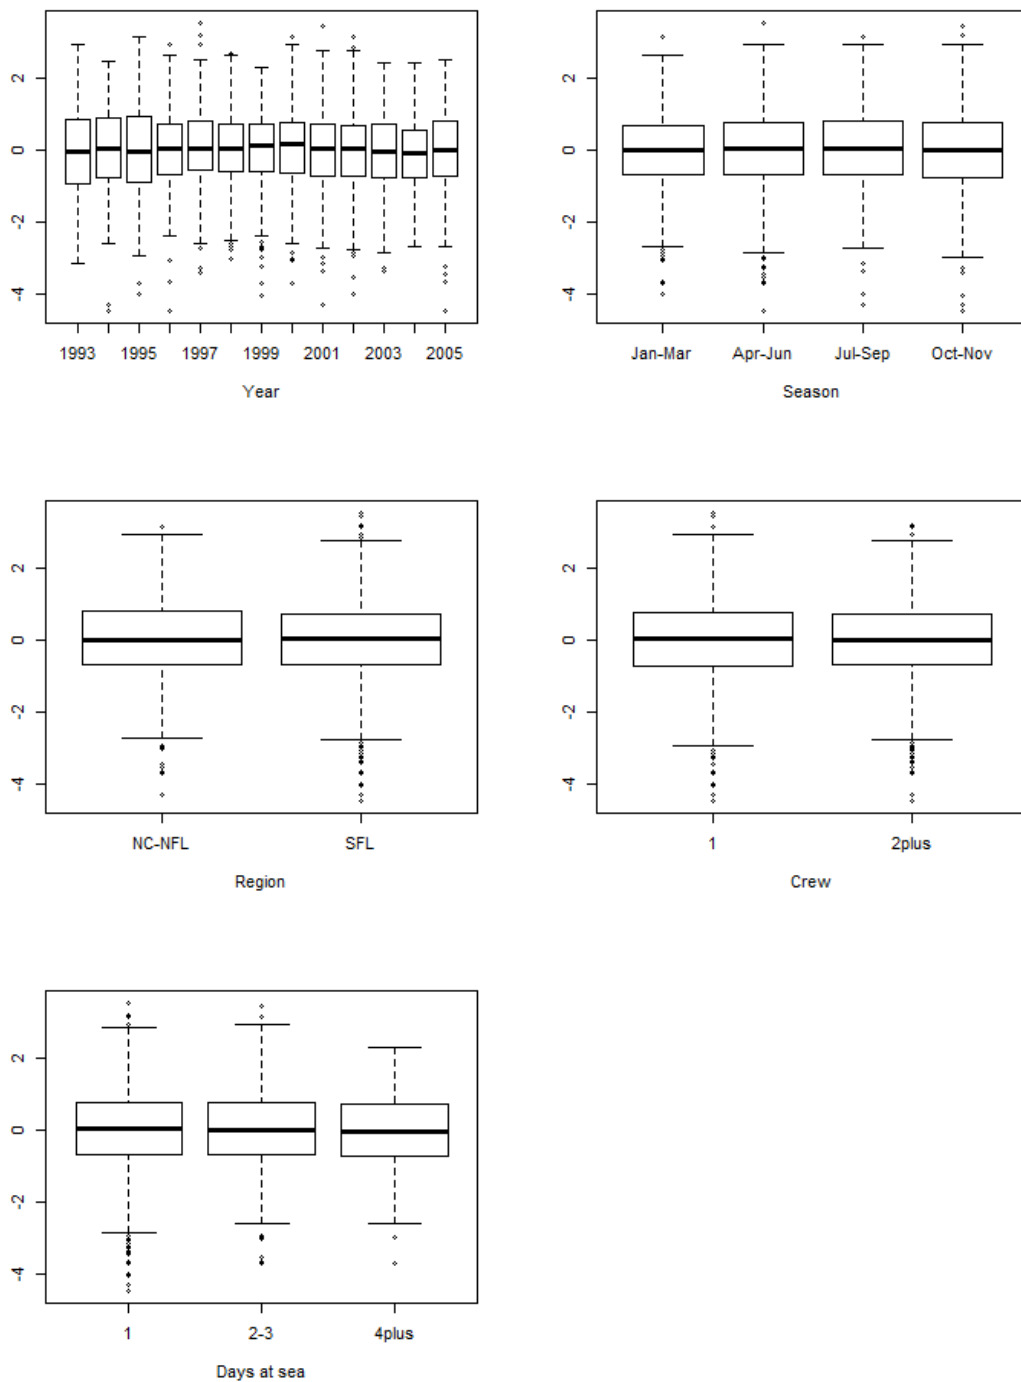 2
0
-2
-4
1993 1995 1997 1999 2001 2003 2005
Year
2
0
-2
-4
Jan-Mar Apr-Jun Jul-Sep Oct-Nov
Season
2
0
-2
-4
NC-NFL SFL
Region
2
0
-2
-4
1 2plus
Crew
2
0
-2
-4
1 2-3 4plus
Days at sea